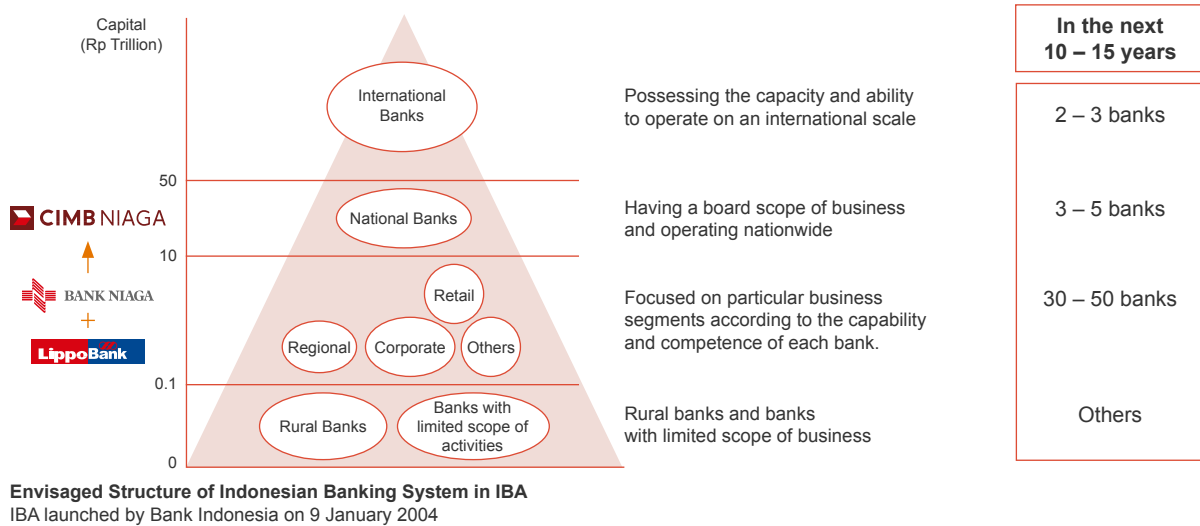 Capital
(Rp Trillion)
In the next
10 – 15 years
International
Banks
Possessing the capacity and ability
to operate on an international scale
2 – 3 banks
50
CIMB NIAGA
National Banks
Having a board scope of business
and operating nationwide
3 – 5 banks
10
BANK NIAGA
+
LippoBank
Retail
Regional
Corporate
Others
Focused on particular business
segments according to the capability
and competence of each bank.
30 – 50 banks
0.1
Rural Banks
Banks with
limited scope of
activities
Rural banks and banks
with limited scope of business
Others
0
Envisaged Structure of Indonesian Banking System in IBA
IBA launched by Bank Indonesia on 9 January 2004